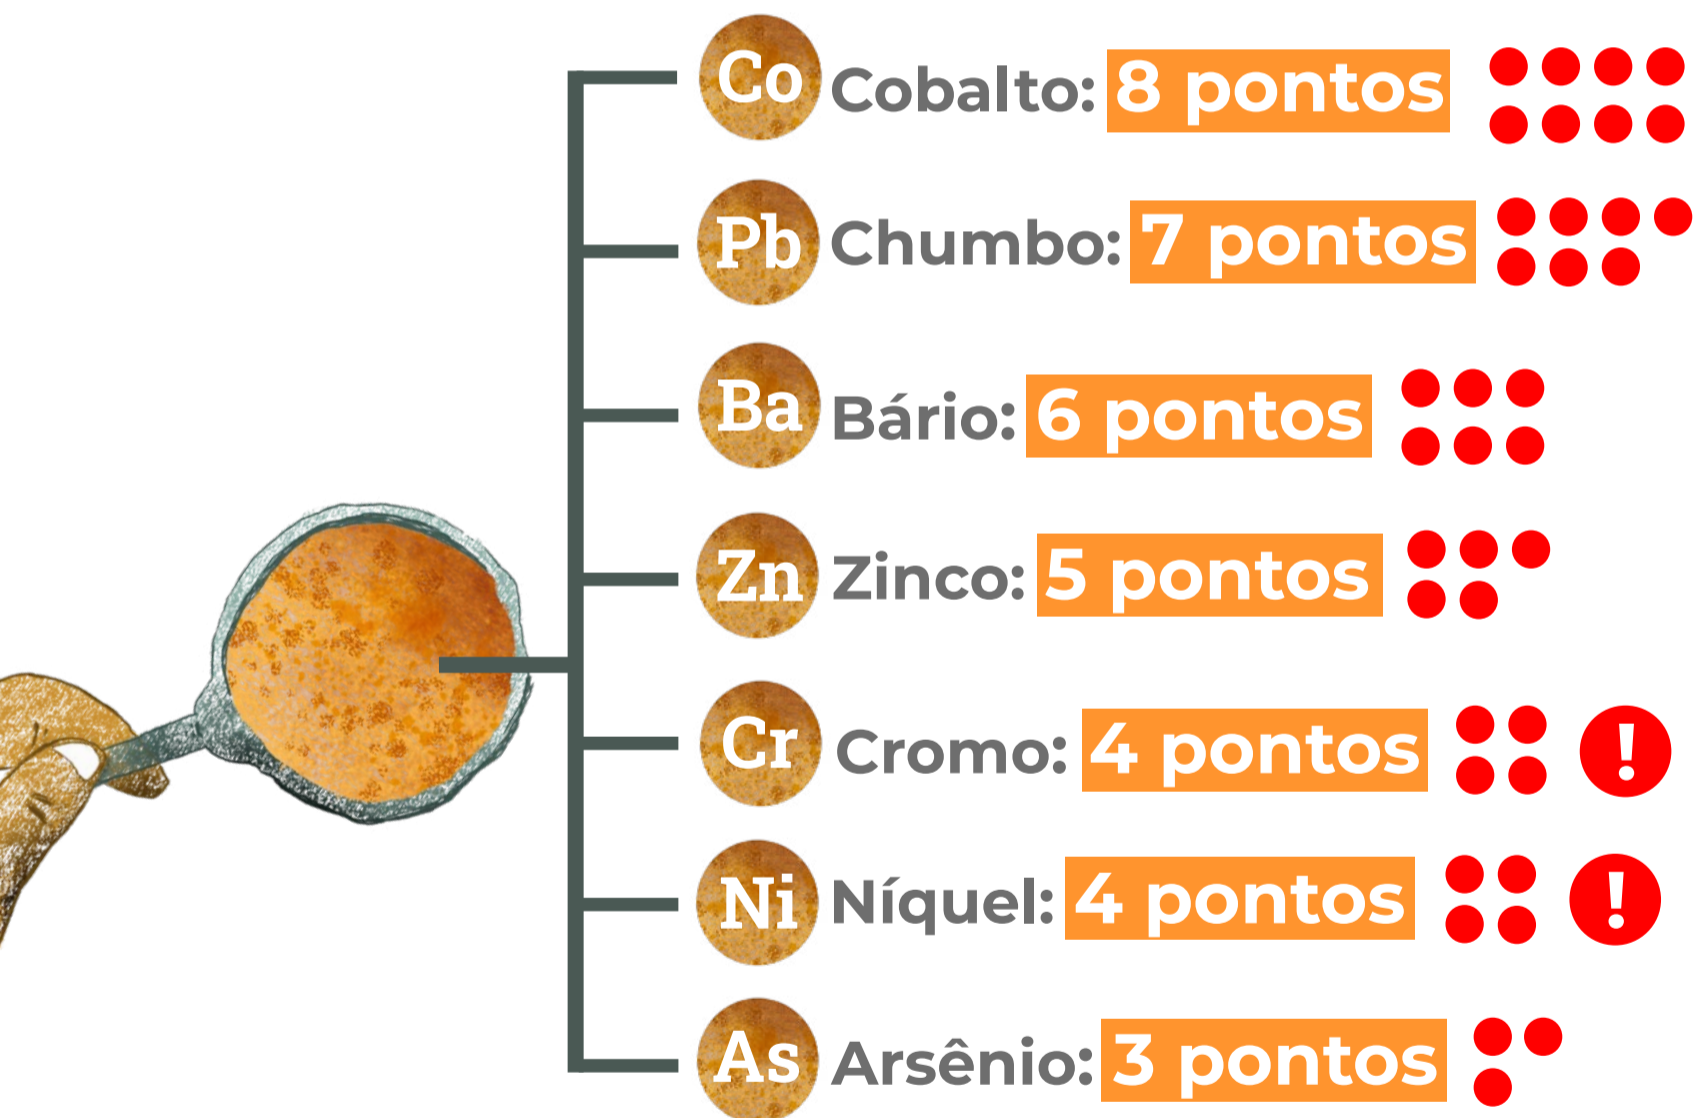 Co Cobalto: 8 pontos
Pb Chumbo: 7 pontos
Ba Bário: 6 pontos
Zn Zinco: 5 pontos
Cr Cromo: 4 pontos !
Ni Níquel: 4 pontos !
As Arsênio: 3 pontos